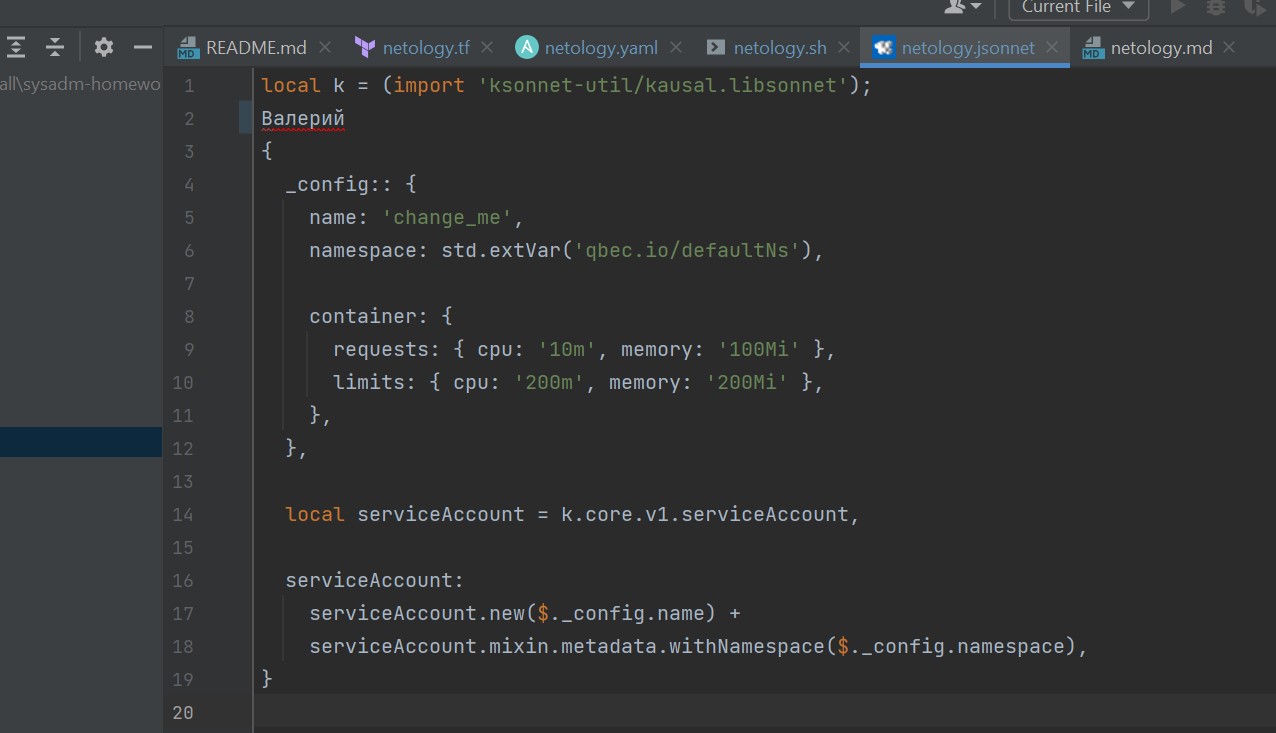 Current File
README.md
netology.tf
netology.yaml
netology.sh
netology.jsonnet
netology.md
all\sysadm-homewo
1 local k = (import 'ksonnet-util/kausal.libsonnet');
2 Валерий
3 {
4 _config:: {
5 name: 'change_me',
6 namespace: std.extVar('qbec.io/defaultNs'),
7
8 container: {
9 requests: { cpu: '10m', memory: '100Mi' },
10 limits: { cpu: '200m', memory: '200Mi' },
11 },
12 },
13
14 local serviceAccount = k.core.v1.serviceAccount,
15
16 serviceAccount:
17 serviceAccount.new($._config.name) +
18 serviceAccount.mixin.metadata.withNamespace($._config.namespace),
19 }
20